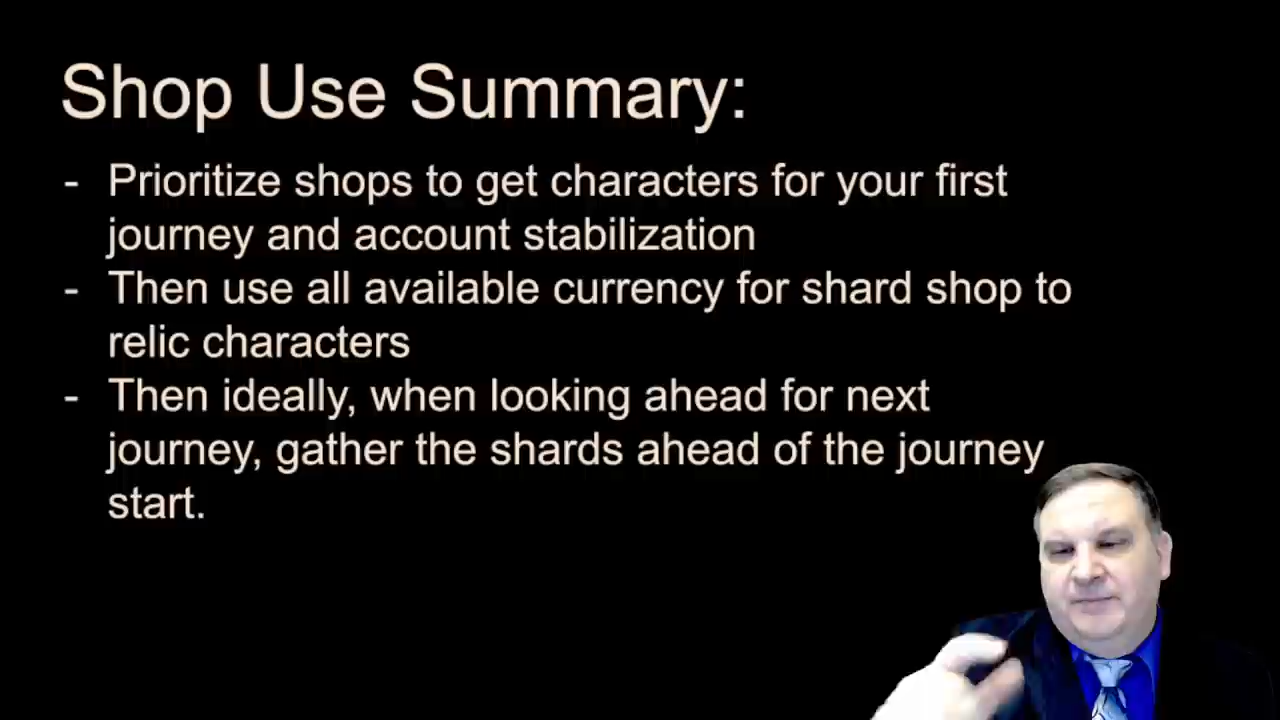 Shop Use Summary:
- Prioritize shops to get characters for your first
journey and account stabilization
- Then use all available currency for shard shop to
relic characters
- Then ideally, when looking ahead for next
journey, gather the shards ahead of the journey
start.